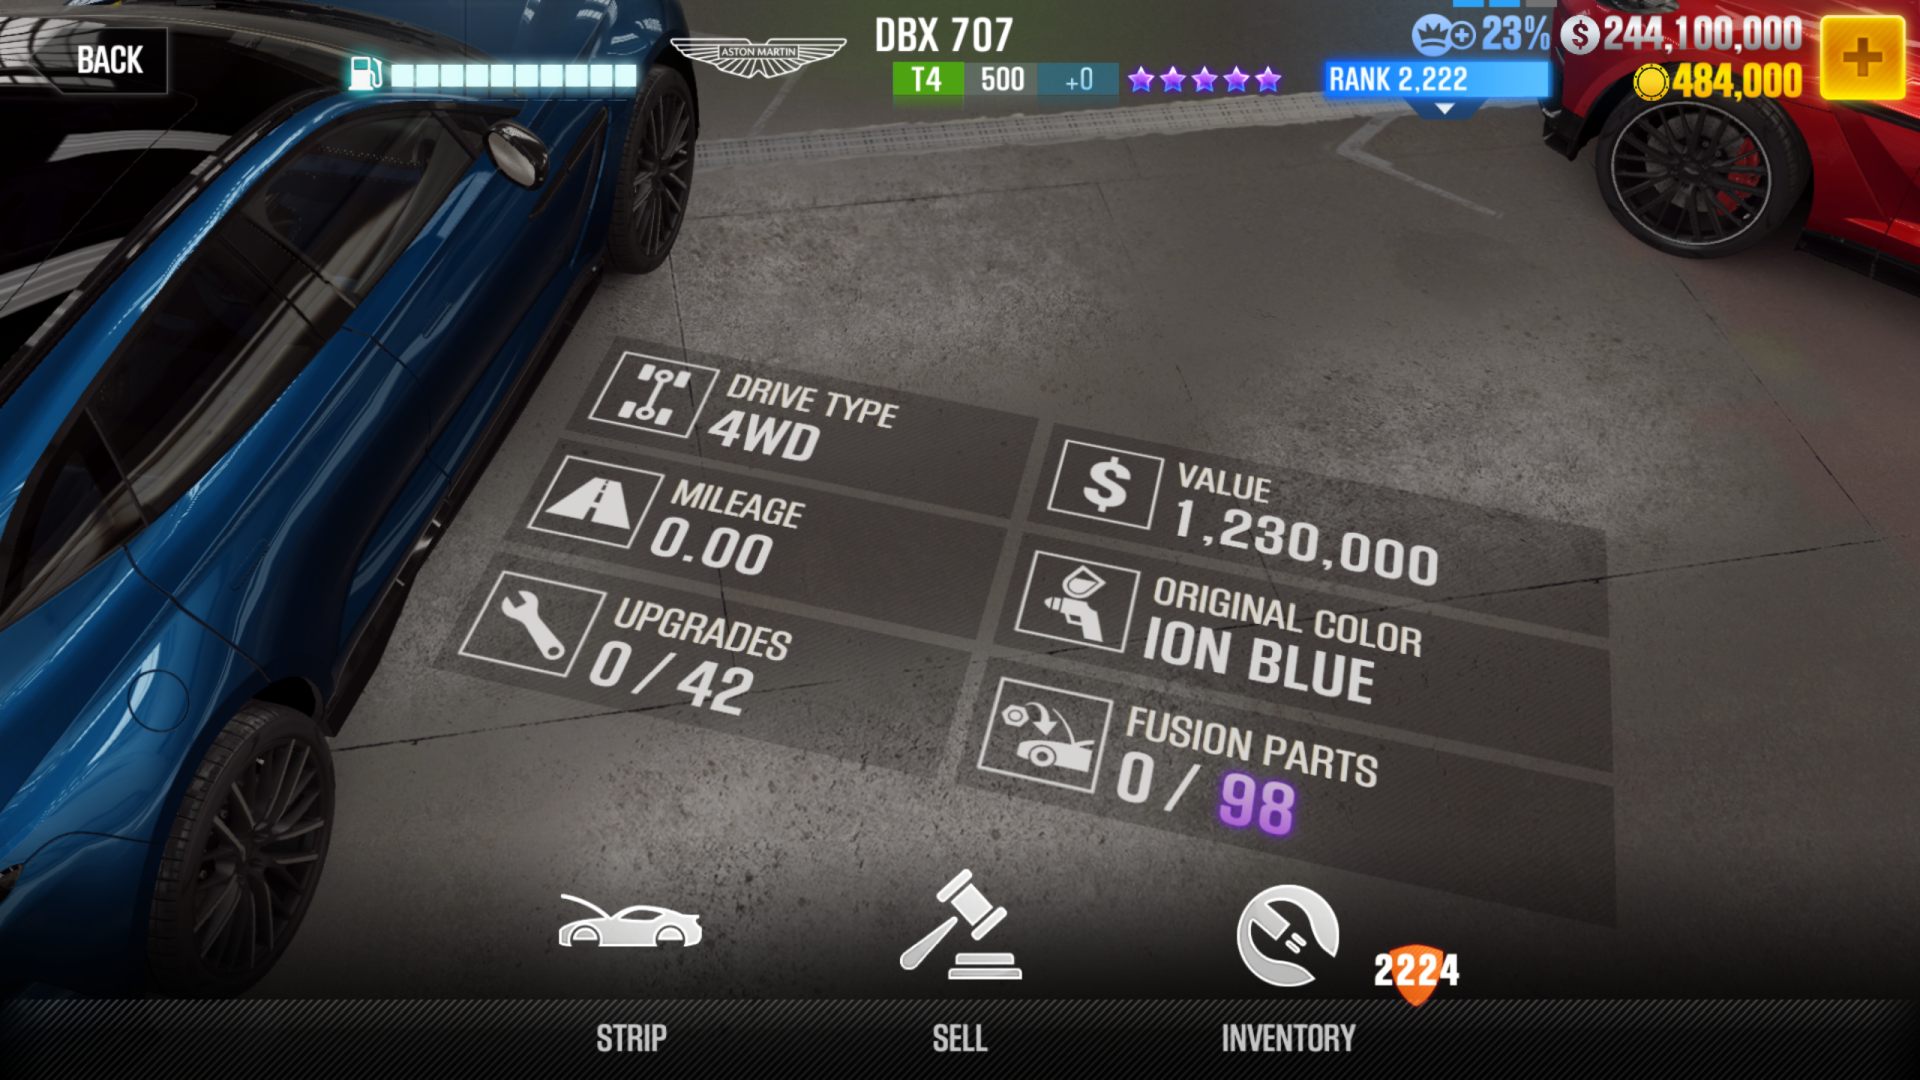 BACK
ASTON MARTIN
DBX 707
T4 500 +0
23%
RANK 2,222
$ 244,100,000
484,000
DRIVE TYPE
4WD
MILEAGE
0.00
UPGRADES
0 / 42
$ VALUE
1,230,000
ORIGINAL COLOR
ION BLUE
FUSION PARTS
0 / 98
STRIP
SELL
INVENTORY
2224